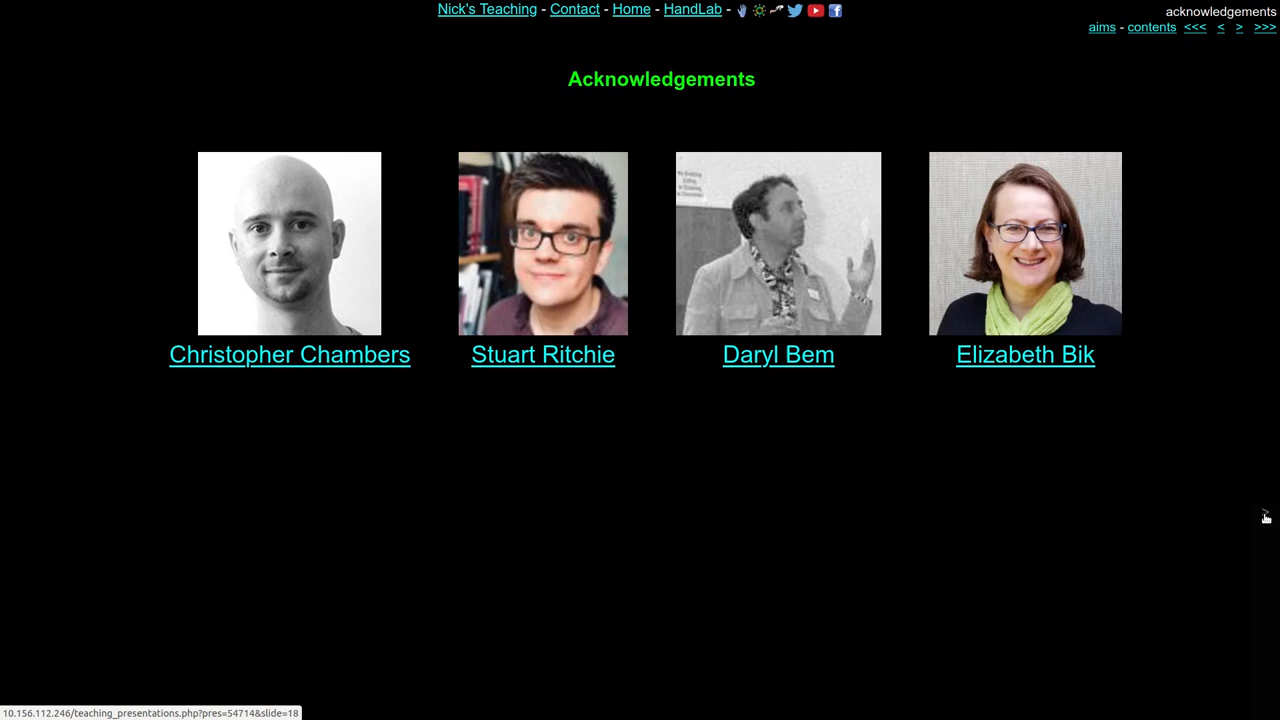 Nick's Teaching - Contact - Home - HandLab -
acknowledgements
aims - contents <<< < > >>>
Acknowledgements
Christopher Chambers
Stuart Ritchie
Daryl Bem
Elizabeth Bik
>
10.156.112.246/teaching_presentations.php?pres=54714&slide=18